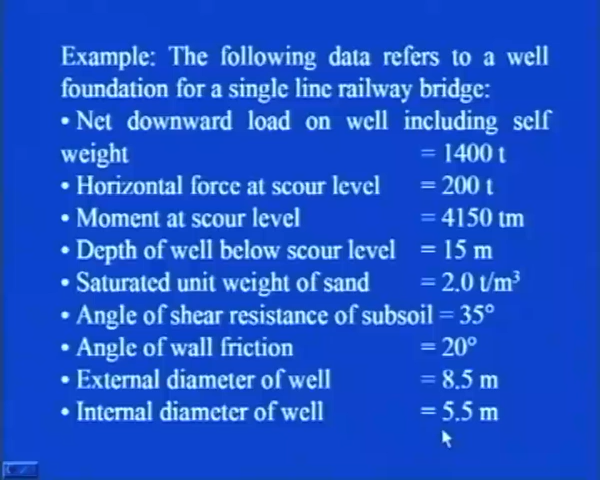 Example: The following data refers to a well
foundation for a single line railway bridge:
• Net downward load on well including self
weight = 1400 t
• Horizontal force at scour level = 200 t
• Moment at scour level = 4150 tm
• Depth of well below scour level = 15 m
• Saturated unit weight of sand = 2.0 t/m³
• Angle of shear resistance of subsoil = 35°
• Angle of wall friction = 20°
• External diameter of well = 8.5 m
• Internal diameter of well = 5.5 m